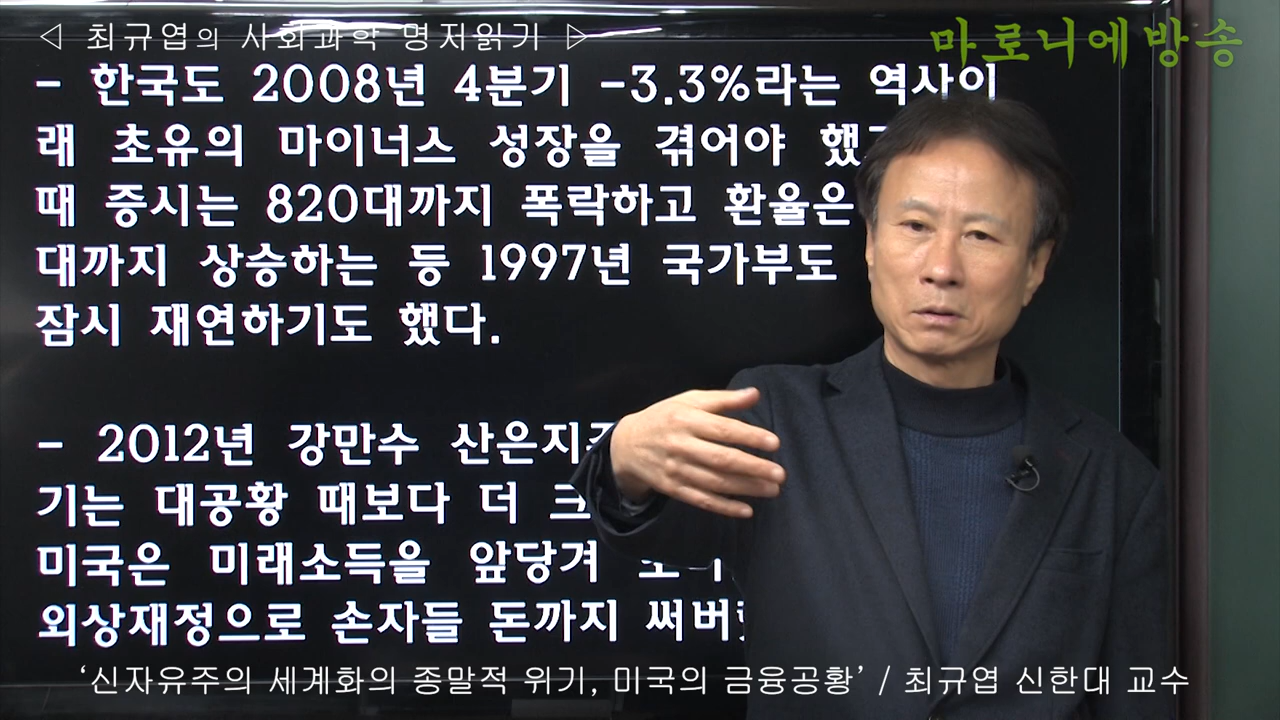 ◁ 최규엽의 사회과학 명저읽기 ▷
마로니에방송
- 한국도 2008년 4분기 -3.3%라는 역사이
래 초유의 마이너스 성장을 겪어야
때 증시는 820대까지 폭락하고 환율은
대까지 상승하는 등 1997년 국가부도
잠시 재연하기도 했다.
- 2012년 강만수
기는 대공황 때보다 더
미국은 미래소득을 앞당겨
외상재정으로 손자들 돈까지
‘신자유주의 세계화의 종말적 위기, 미국의 금융공황’ / 최규엽 신한대 교수